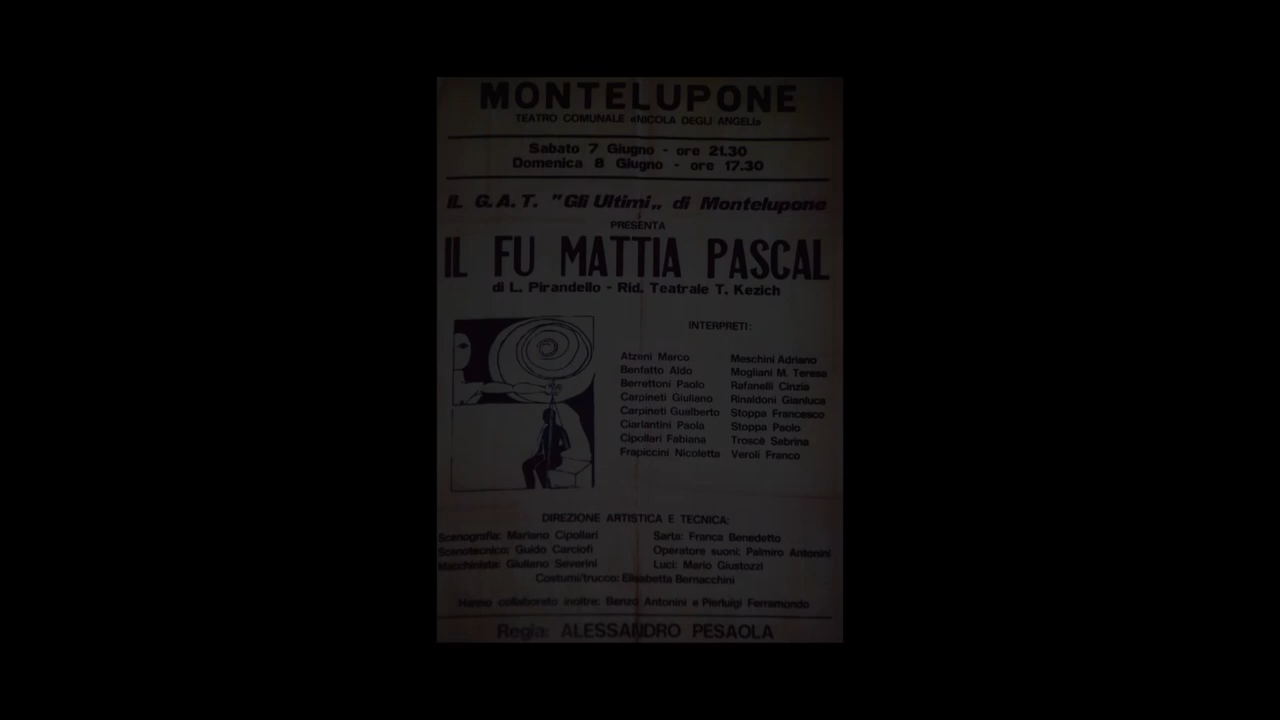 MONTELUPONE
TEATRO COMUNALE «NICOLA DEGLI ANGELI»
Sabato 7 Giugno - ore 21.30
Domenica 8 Giugno - ore 17.30
IL G.A.T. "Gli Ultimi„ di Montelupone
PRESENTA
IL FU MATTIA PASCAL
di L. Pirandello - Rid. Teatrale T. Kezich
INTERPRETI:
Atzeni Marco
Benfatto Aldo
Berrettoni Paolo
Carpineti Giuliano
Carpineti Gualberto
Ciarlantini Paola
Cipollari Fabiana
Frapiccini Nicoletta
Meschini Adriano
Mogliani M. Teresa
Rafanelli Cinzia
Rinaldoni Gianluca
Stoppa Francesco
Stoppa Paolo
Troscè Sabrina
Veroli Franco
DIREZIONE ARTISTICA E TECNICA:
Scenografia: Mariano Cipollari
Scenotecnico: Guido Carciofi
Macchinista: Giuliano Severini
Sarta: Franca Benedetto
Operatore suoni: Palmiro Antonini
Luci: Mario Giustozzi
Costumi/trucco: Elisabetta Bernacchini
Hanno collaborato inoltre: Benzo Antonini e Pierluigi Ferramondo
Regia: ALESSANDRO PESAOLA